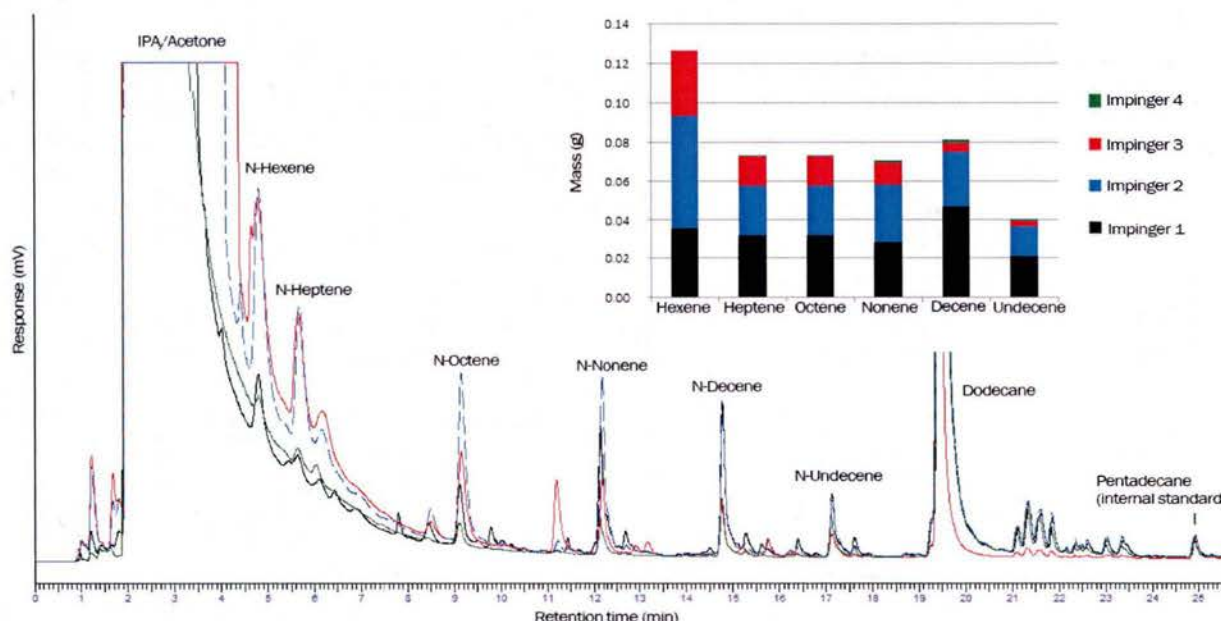 IPA/Acetone
N-Hexene
N-Heptene
N-Octene
N-Nonene
N-Decene
N-Undecene
Dodecane
Pentadecane
(internal standard)
Response (mV)
0 1 2 3 4 5 6 7 8 9 10 11 12 13 14 15 16 17 18 19 20 21 22 23 24 25
Retention time (min)
0.14
0.12
0.10
0.08
0.06
0.04
0.02
0.00
Mass (g)
Hexene Heptene Octene Nonene Decene Undecene
Impinger 4
Impinger 3
Impinger 2
Impinger 1